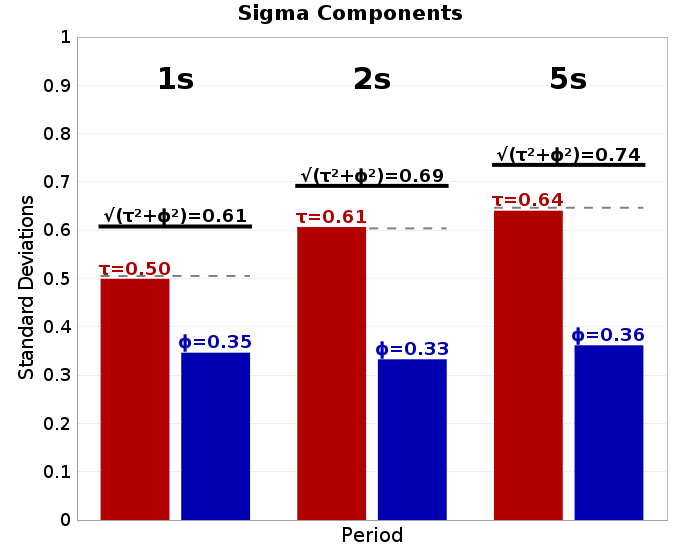 Sigma Components
1
0.9
0.8
0.7
0.6
0.5
0.4
0.3
0.2
0.1
0
Standard Deviations
1s
2s
5s
√(τ²+ϕ²)=0.61
√(τ²+ϕ²)=0.69
√(τ²+ϕ²)=0.74
τ=0.50
ϕ=0.35
τ=0.61
ϕ=0.33
τ=0.64
ϕ=0.36
Period